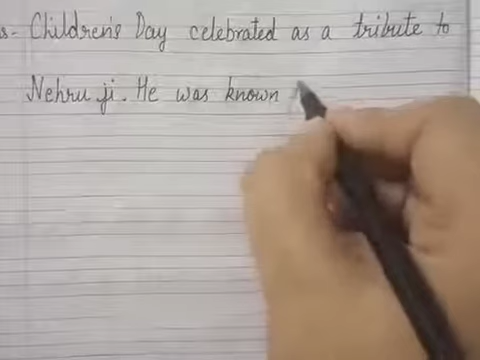 Children's Day celebrated as a tribute to
Nehru ji. He was known